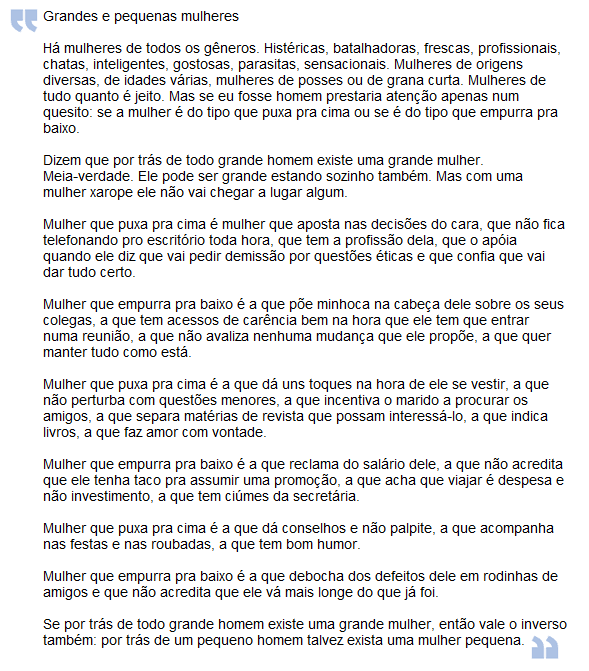 Grandes e pequenas mulheres
Há mulheres de todos os gêneros. Histéricas, batalhadoras, frescas, profissionais,
chatas, inteligentes, gostosas, parasitas, sensacionais. Mulheres de origens
diversas, de idades várias, mulheres de posses ou de grana curta. Mulheres de
tudo quanto é jeito. Mas se eu fosse homem prestaria atenção apenas num
quesito: se a mulher é do tipo que puxa pra cima ou se é do tipo que empurra pra
baixo.
Dizem que por trás de todo grande homem existe uma grande mulher.
Meia-verdade. Ele pode ser grande estando sozinho também. Mas com uma
mulher xarope ele não vai chegar a lugar algum.
Mulher que puxa pra cima é mulher que aposta nas decisões do cara, que não fica
telefonando pro escritório toda hora, que tem a profissão dela, que o apóia
quando ele diz que vai pedir demissão por questões éticas e que confia que vai
dar tudo certo.
Mulher que empurra pra baixo é a que põe minhoca na cabeça dele sobre os seus
colegas, a que tem acessos de carência bem na hora que ele tem que entrar
numa reunião, a que não avaliza nenhuma mudança que ele propõe, a que quer
manter tudo como está.
Mulher que puxa pra cima é a que dá uns toques na hora de ele se vestir, a que
não perturba com questões menores, a que incentiva o marido a procurar os
amigos, a que separa matérias de revista que possam interessá-lo, a que indica
livros, a que faz amor com vontade.
Mulher que empurra pra baixo é a que reclama do salário dele, a que não acredita
que ele tenha taco pra assumir uma promoção, a que acha que viajar é despesa e
não investimento, a que tem ciúmes da secretária.
Mulher que puxa pra cima é a que dá conselhos e não palpite, a que acompanha
nas festas e nas roubadas, a que tem bom humor.
Mulher que empurra pra baixo é a que debocha dos defeitos dele em rodinhas de
amigos e que não acredita que ele vá mais longe do que já foi.
Se por trás de todo grande homem existe uma grande mulher, então vale o inverso
também: por trás de um pequeno homem talvez exista uma mulher pequena.